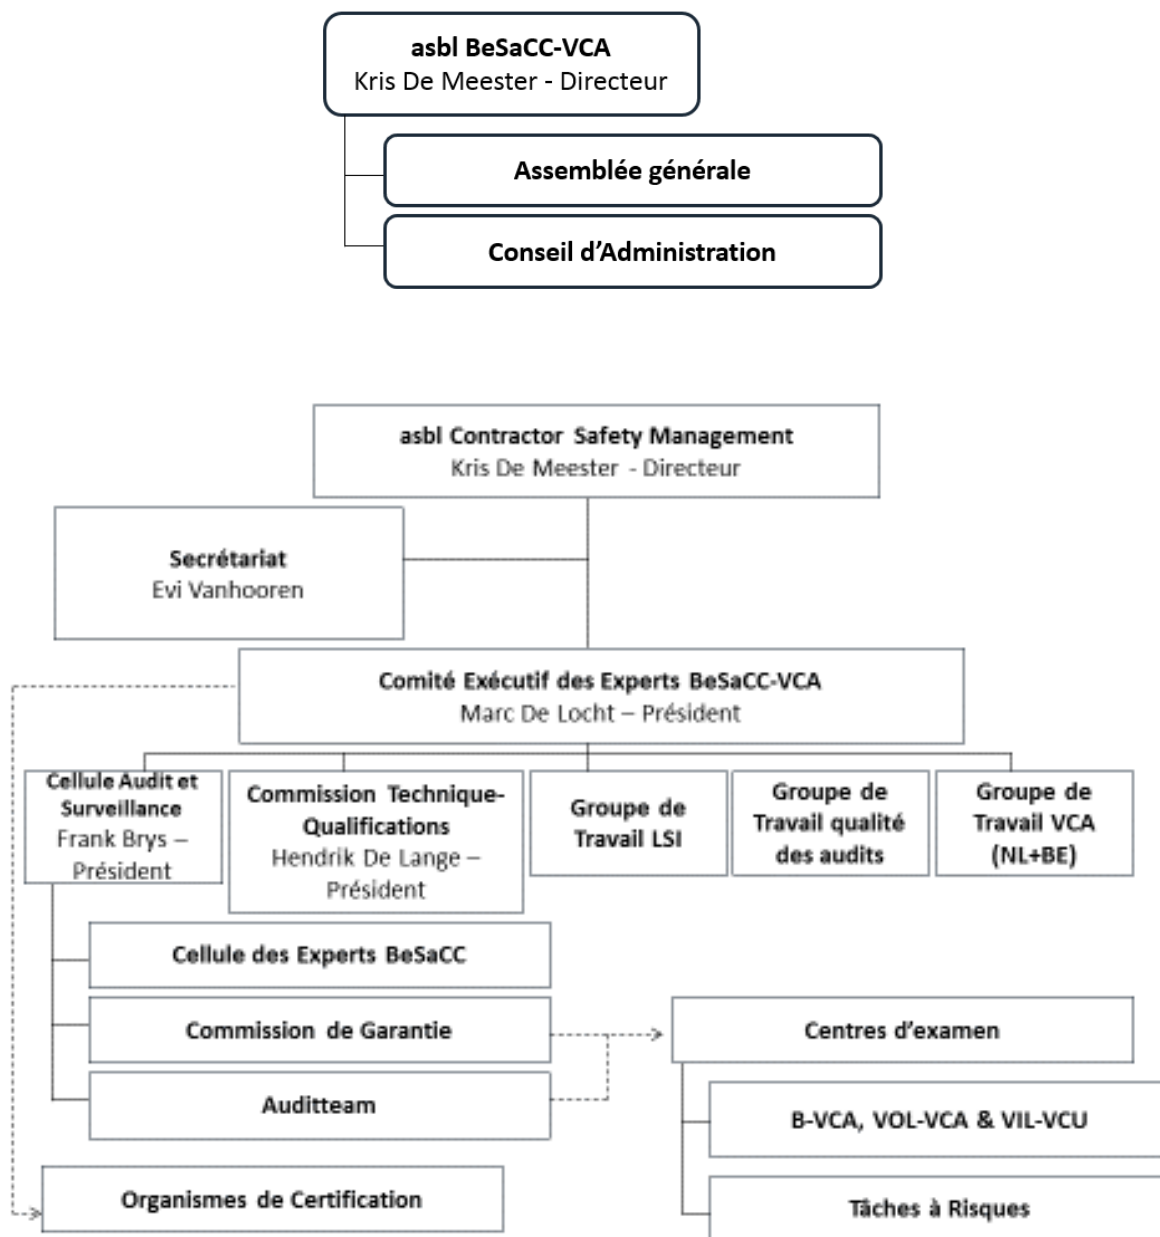 asbl BeSaCC-VCA
Kris De Meester - Directeur
Assemblée générale
Conseil d’Administration
asbl Contractor Safety Management
Kris De Meester - Directeur
Secrétariat
Evi Vanhooren
Comité Exécutif des Experts BeSaCC-VCA
Marc De Locht – Président
Cellule Audit et
Surveillance
Frank Brys –
Président
Commission Technique-
Qualifications
Hendrik De Lange –
Président
Groupe de
Travail LSI
Groupe de
Travail qualité
des audits
Groupe de
Travail VCA
(NL+BE)
Cellule des Experts BeSaCC
Commission de Garantie
Auditteam
Organismes de Certification
Centres d’examen
B-VCA, VOL-VCA & VIL-VCU
Tâches à Risques